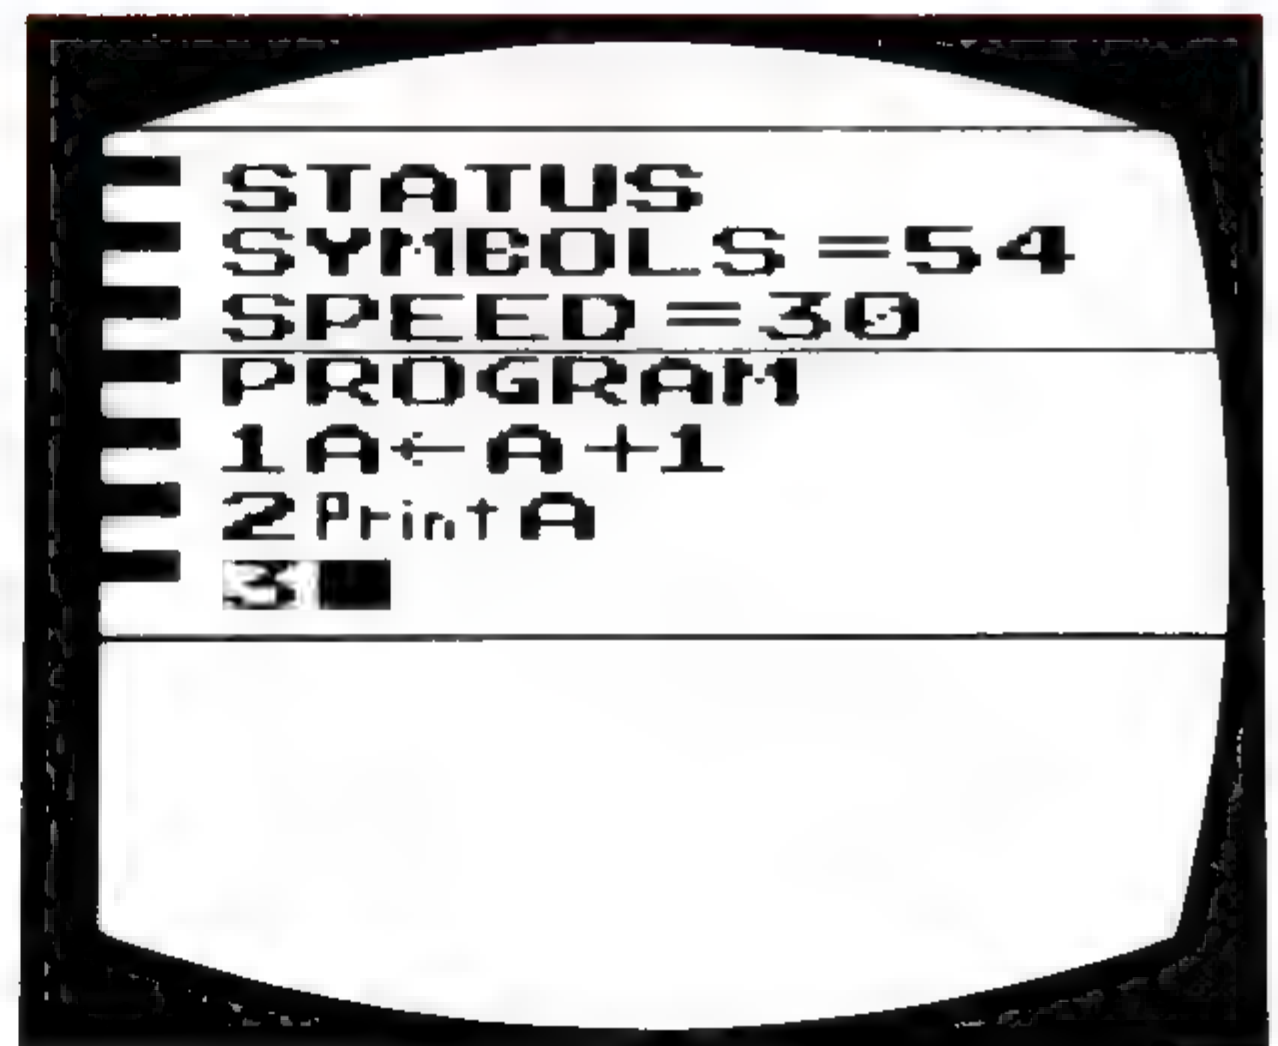 STATUS
SYMBOLS=54
SPEED=30
PROGRAM
1A←A+1
2PrintA
3